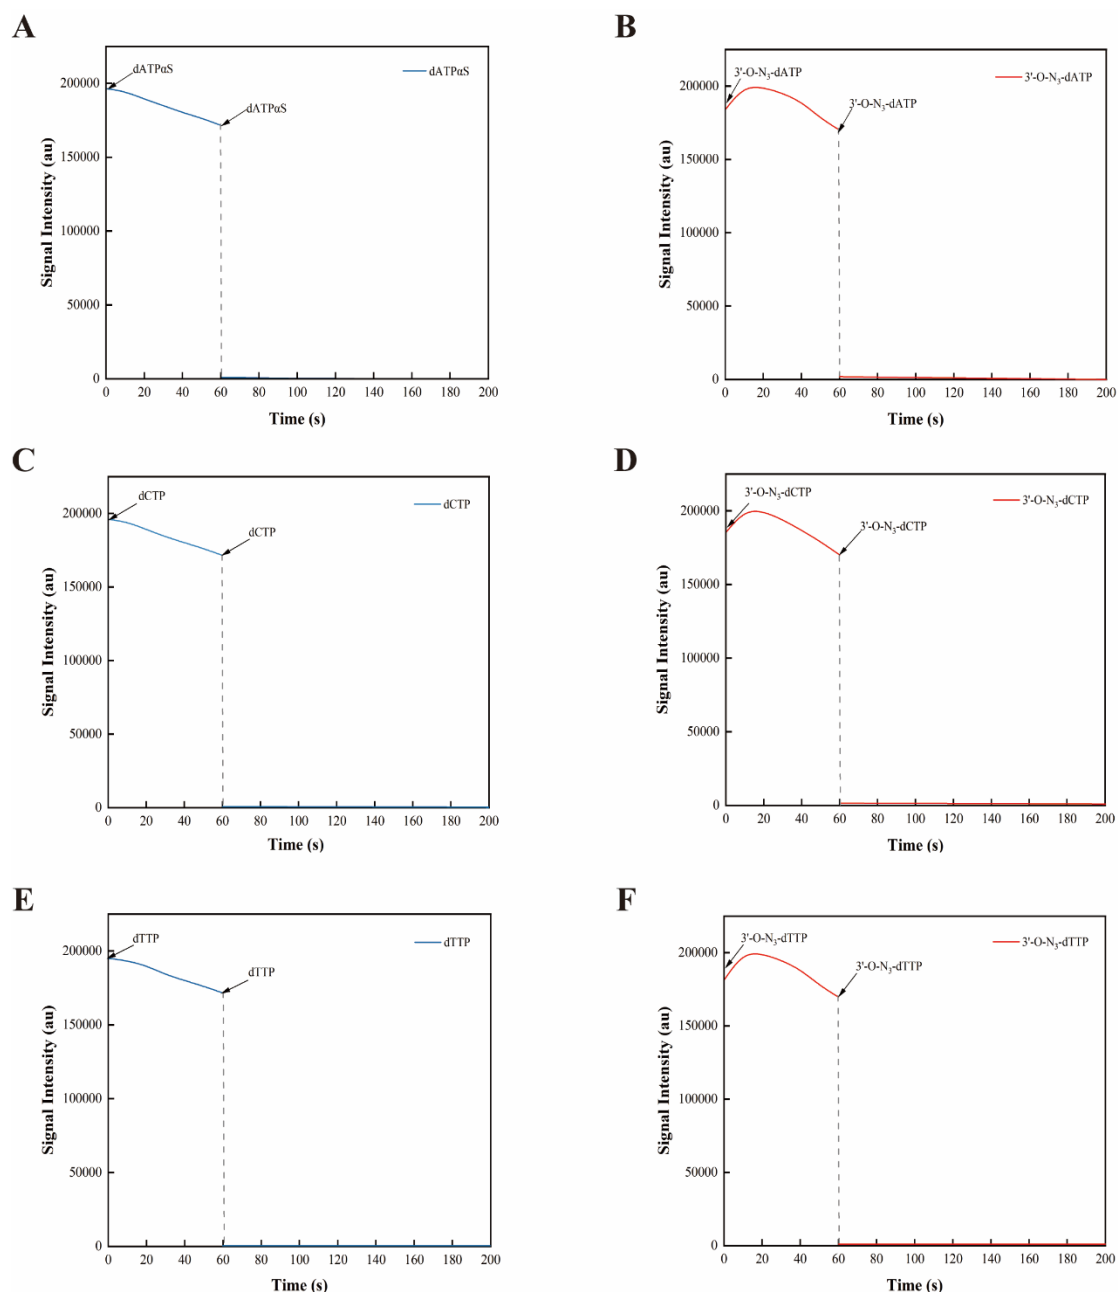 A
dATPαS
dATPαS
dATPαS
200000
150000
100000
50000
0
Signal Intensity (au)
0 20 40 60 80 100 120 140 160 180 200
Time (s)
B
3'-O-N₃-dATP
3'-O-N₃-dATP
3'-O-N₃-dATP
200000
150000
100000
50000
0
Signal Intensity (au)
0 20 40 60 80 100 120 140 160 180 200
Time (s)
C
dCTP
dCTP
dCTP
200000
150000
100000
50000
0
Signal Intensity (au)
0 20 40 60 80 100 120 140 160 180 200
Time (s)
D
3'-O-N₃-dCTP
3'-O-N₃-dCTP
3'-O-N₃-dCTP
200000
150000
100000
50000
0
Signal Intensity (au)
0 20 40 60 80 100 120 140 160 180 200
Time (s)
E
dTTP
dTTP
dTTP
200000
150000
100000
50000
0
Signal Intensity (au)
0 20 40 60 80 100 120 140 160 180 200
Time (s)
F
3'-O-N₃-dTTP
3'-O-N₃-dTTP
3'-O-N₃-dTTP
200000
150000
100000
50000
0
Signal Intensity (au)
0 20 40 60 80 100 120 140 160 180 200
Time (s)